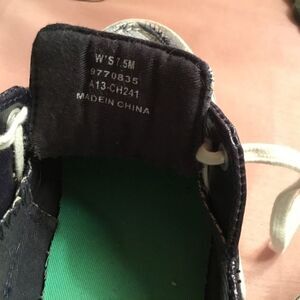 W'S 7.5M
9770835
A13-CH241
MADE IN CHINA